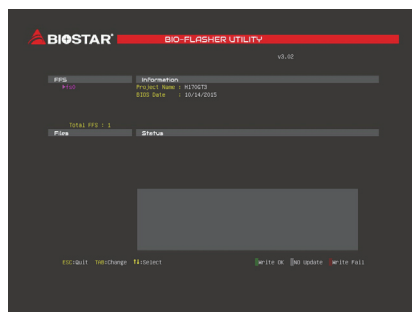 BIOSTAR
BIO-FLASHER UTILITY
v3.02
FFS
Information
Project Name : H170GT3
BIOS Date : 10/14/2015
Total FFS : 1
Files
Status
ESC:Quit TAB:Change ↑↓:Select
Write OK NO Update Write Fail